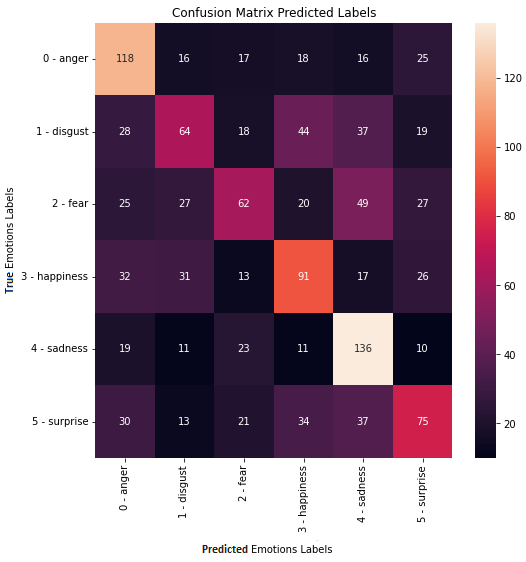 Confusion Matrix Predicted Labels
0 - anger 118 16 17 18 16 25
1 - disgust 28 64 18 44 37 19
2 - fear 25 27 62 20 49 27
3 - happiness 32 31 13 91 17 26
4 - sadness 19 11 23 11 136 10
5 - surprise 30 13 21 34 37 75
True Emotions Labels
0 - anger
1 - disgust
2 - fear
3 - happiness
4 - sadness
5 - surprise
Predicted Emotions Labels
120
100
80
60
40
20